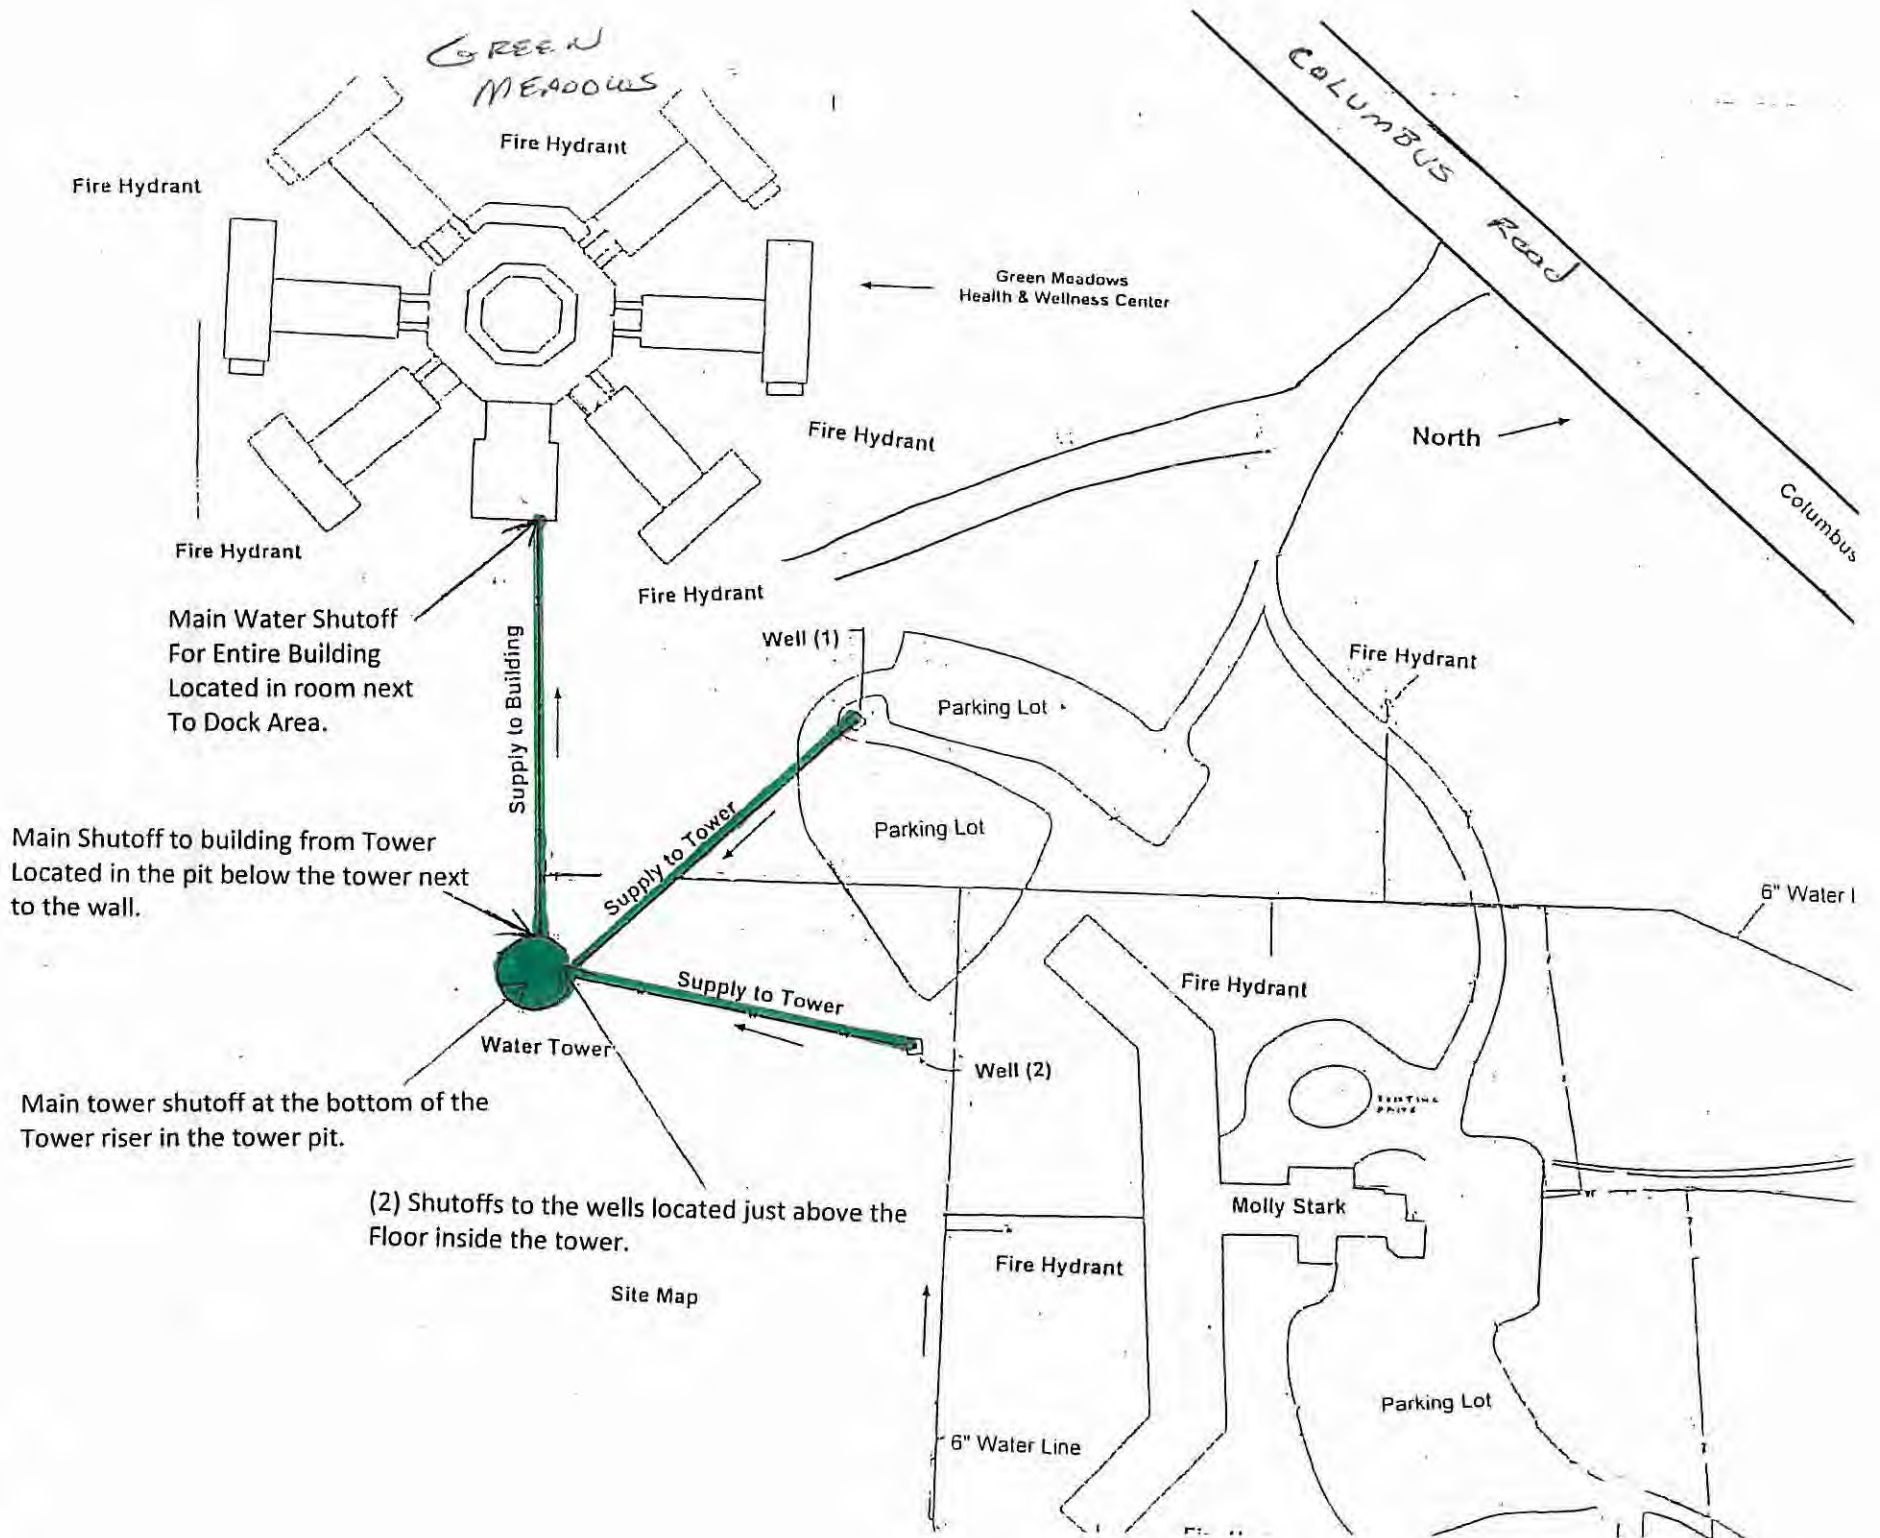 GREEN
MEADOWS
COLUMBUS Road
Fire Hydrant
Fire Hydrant
Green Meadows
Health & Wellness Center
Fire Hydrant
North
Columbus
Fire Hydrant
Fire Hydrant
Main Water Shutoff
For Entire Building
Located in room next
To Dock Area.
Supply to Building
Well (1)
Fire Hydrant
Parking Lot
Parking Lot
Supply to Tower
Main Shutoff to building from Tower
Located in the pit below the tower next
to the wall.
6" Water
Fire Hydrant
Supply to Tower
Water Tower
Well (2)
Main tower shutoff at the bottom of the
Tower riser in the tower pit.
(2) Shutoffs to the wells located just above the
Floor inside the tower.
Molly Stark
Fire Hydrant
Site Map
Parking Lot
6" Water Line